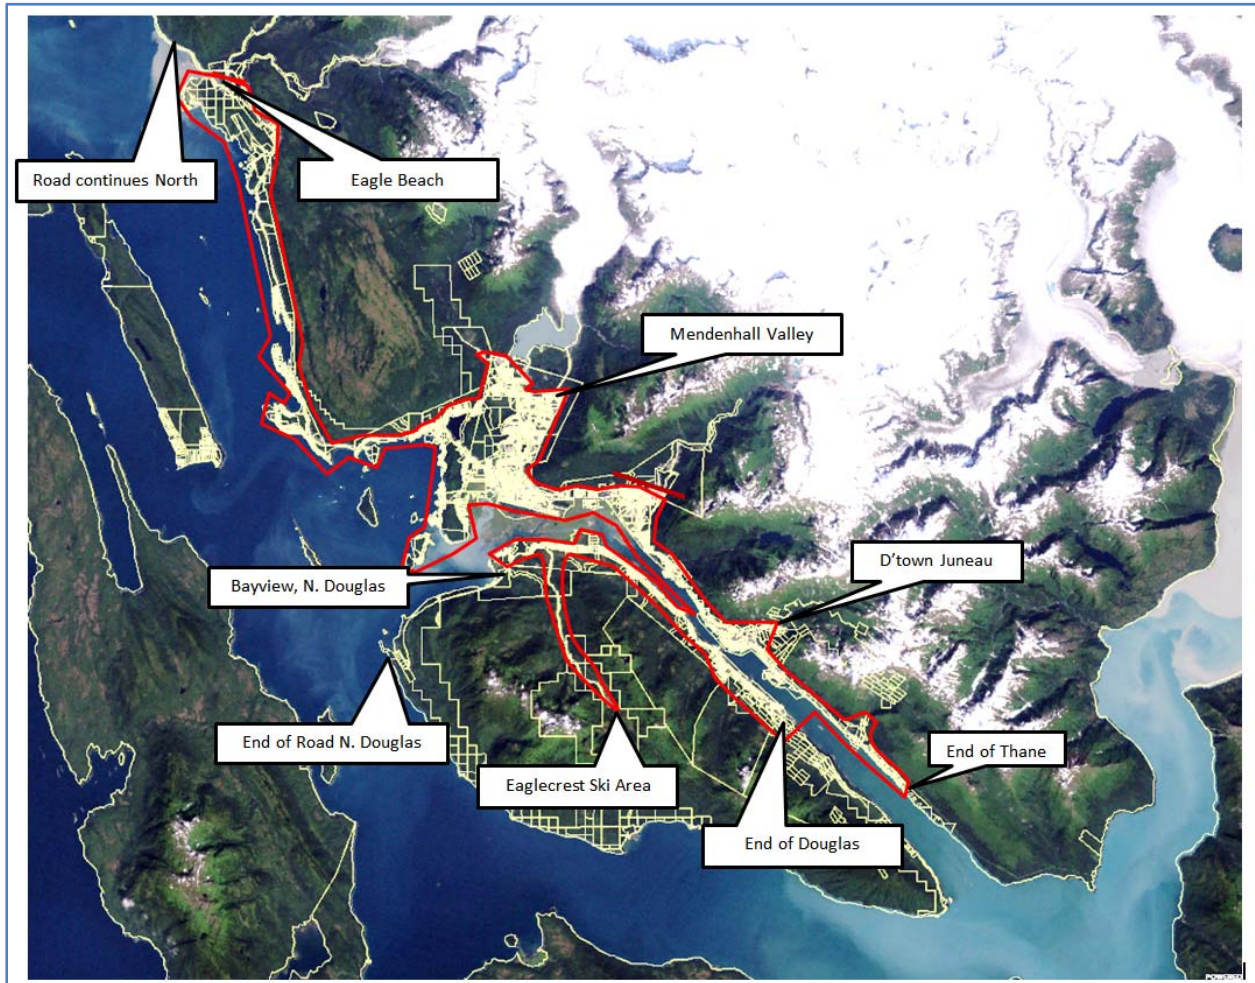 Road continues North
Eagle Beach
Mendenhall Valley
D'town Juneau
Bayview, N. Douglas
End of Road N. Douglas
Eaglecrest Ski Area
End of Thane
End of Douglas
POWERED